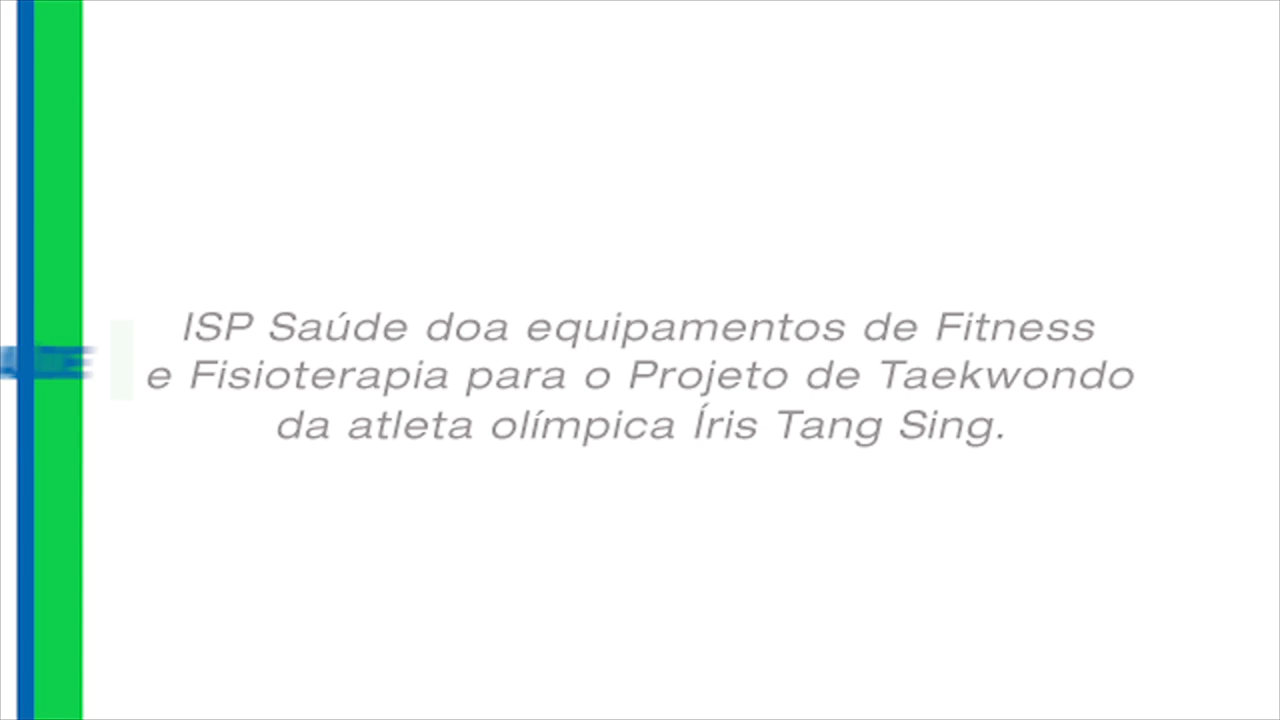 ISP Saúde doa equipamentos de Fitness
e Fisioterapia para o Projeto de Taekwondo
da atleta olímpica Íris Tang Sing.